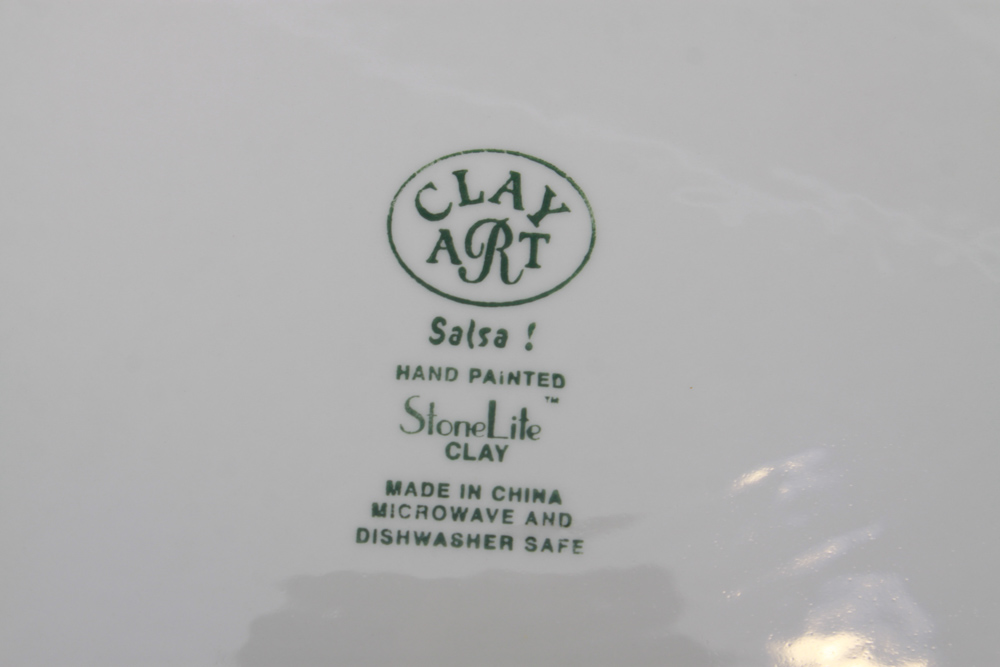 CLAY
ART
Salsa !
HAND PAiNTED
StoneLite™
CLAY
MADE IN CHINA
MICROWAVE AND
DISHWASHER SAFE